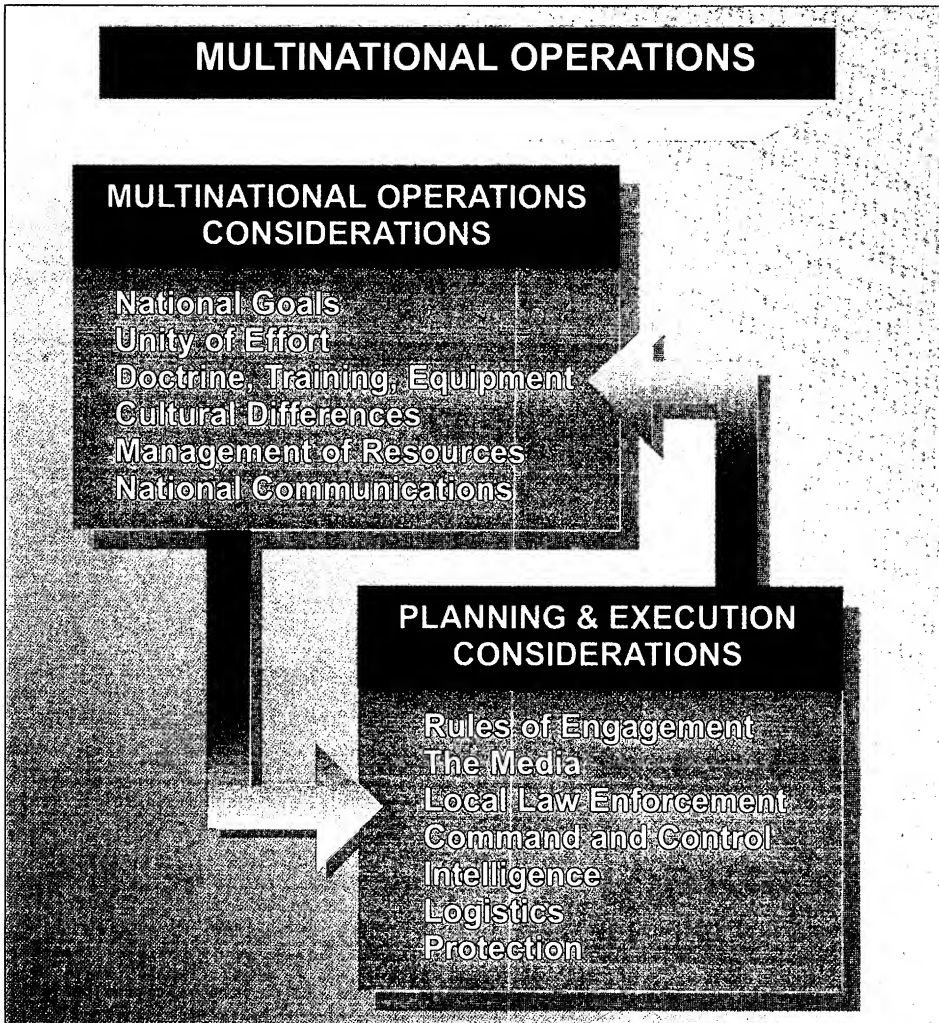 MULTINATIONAL OPERATIONS
MULTINATIONAL OPERATIONS
CONSIDERATIONS
National Goals
Unity of Effort
Doctrine, Training, Equipment
Cultural Differences
Management of Resources
National Communications
PLANNING & EXECUTION
CONSIDERATIONS
Rules of Engagement
The Media
Local Law Enforcement
Command and Control
Intelligence
Logistics
Protection